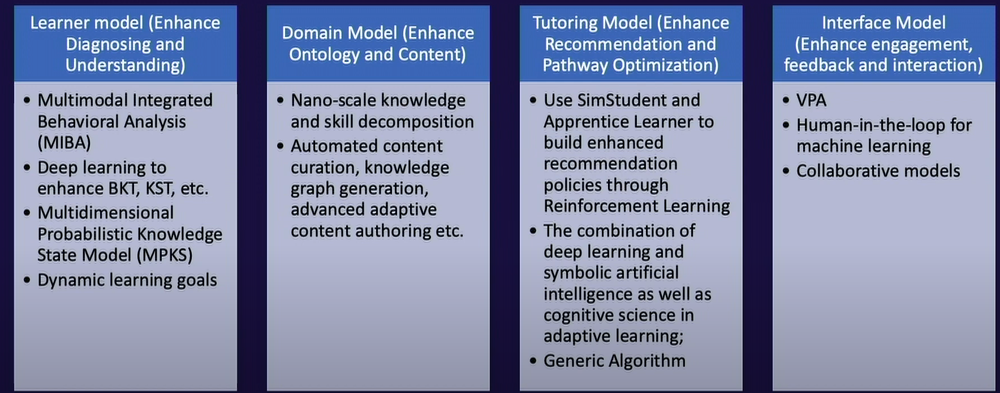 Learner model (Enhance
Diagnosing and
Understanding)
• Multimodal Integrated
Behavioral Analysis
(MIBA)
• Deep learning to
enhance BKT, KST, etc.
• Multidimensional
Probabilistic Knowledge
State Model (MPKS)
• Dynamic learning goals
Domain Model (Enhance
Ontology and Content)
• Nano-scale knowledge
and skill decomposition
• Automated content
curation, knowledge
graph generation,
advanced adaptive
content authoring etc.
Tutoring Model (Enhance
Recommendation and
Pathway Optimization)
• Use SimStudent and
Apprentice Learner to
build enhanced
recommendation
policies through
Reinforcement Learning
• The combination of
deep learning and
symbolic artificial
intelligence as well as
cognitive science in
adaptive learning;
• Generic Algorithm
Interface Model
(Enhance engagement,
feedback and interaction)
• VPA
• Human-in-the-loop for
machine learning
• Collaborative models